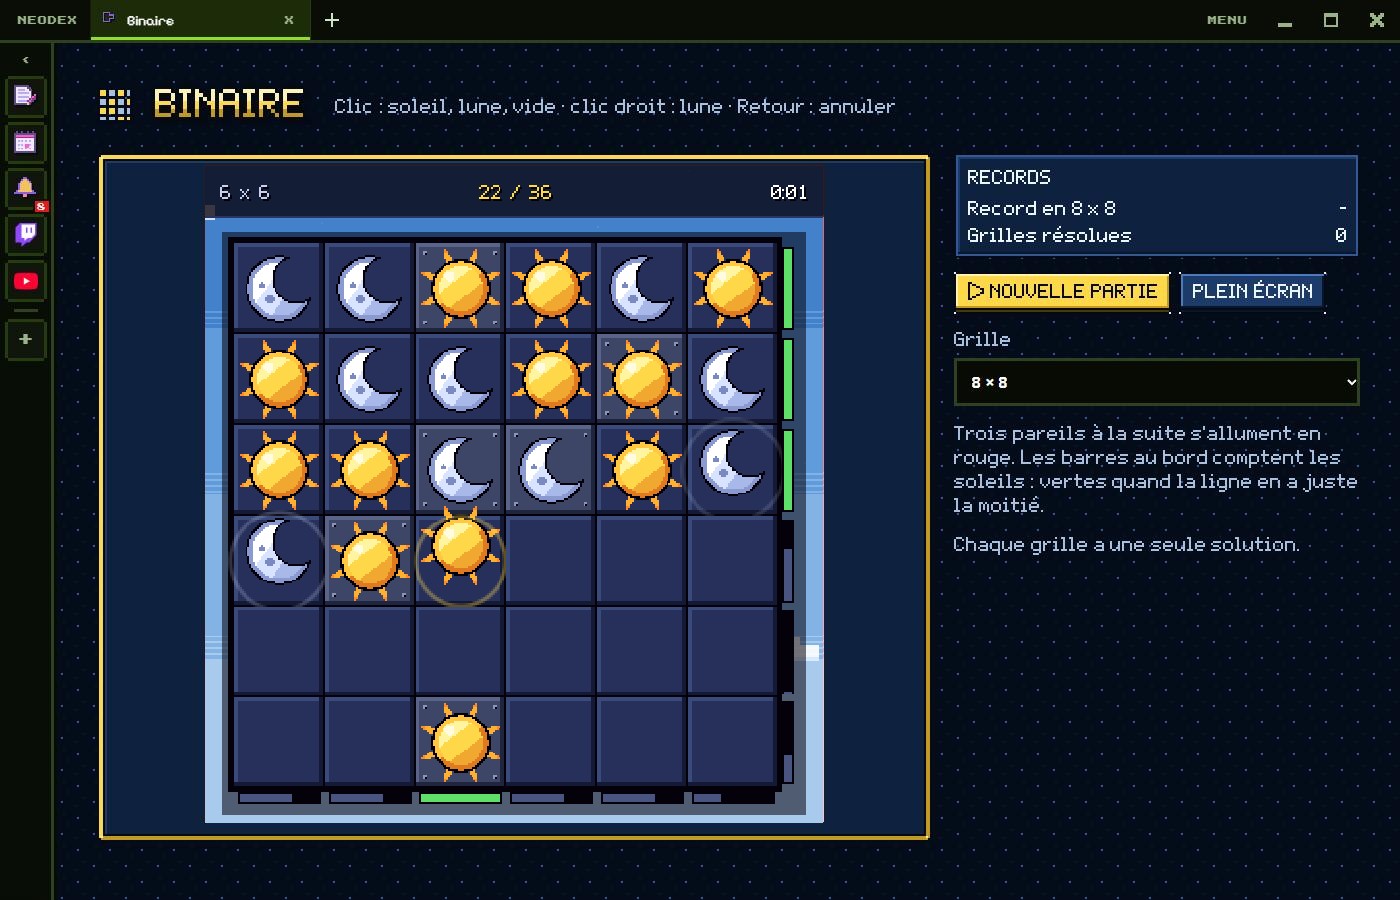 NEODEX
Binaire
MENU
8
BINAIRE
Clic : soleil, lune, vide · clic droit : lune · Retour : annuler
6 x 6
22 / 36
0:01
RECORDS
Record en 8 x 8 -
Grilles résolues 0
NOUVELLE PARTIE
PLEIN ÉCRAN
Grille
8 × 8
Trois pareils à la suite s'allument en
rouge. Les barres au bord comptent les
soleils : vertes quand la ligne en a juste
la moitié.
Chaque grille a une seule solution.